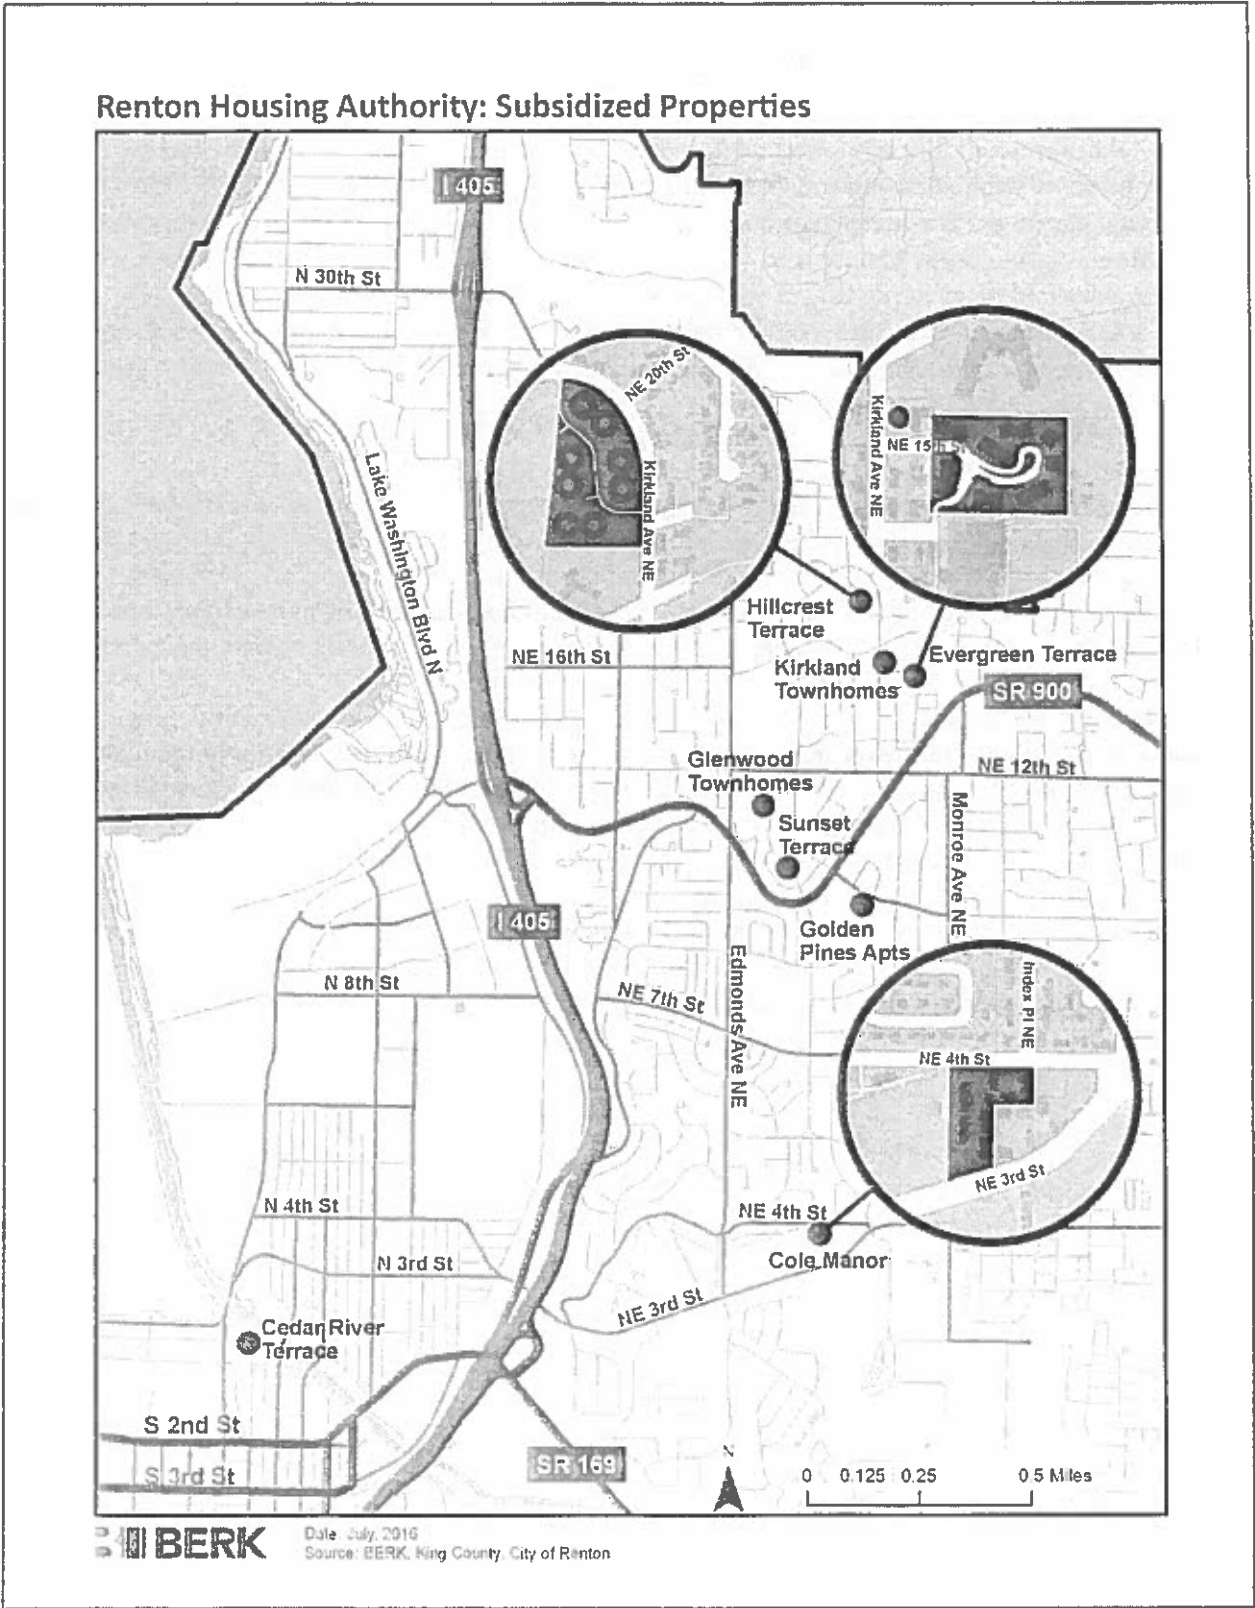 Renton Housing Authority: Subsidized Properties
I 405
N 30th St
NE 20th St
Kirkland Ave NE
Kirkland Ave NE
NE 15th St
Lake Washington Blvd N
Hillcrest
Terrace
NE 16th St
Kirkland
Townhomes
Evergreen Terrace
SR 900
Glenwood
Townhomes
NE 12th St
Sunset
Terrace
Monroe Ave NE
I 405
Golden
Pines Apts
N 8th St
NE 7th St
Edmonds Ave NE
Index Pl NE
NE 4th St
NE 3rd St
N 4th St
NE 4th St
N 3rd St
Cole Manor
NE 3rd St
Cedar River
Terrace
S 2nd St
S 3rd St
SR 169
N
0 0.125 0.25 0.5 Miles
BERK
Date: July, 2016
Source: BERK, King County, City of Renton